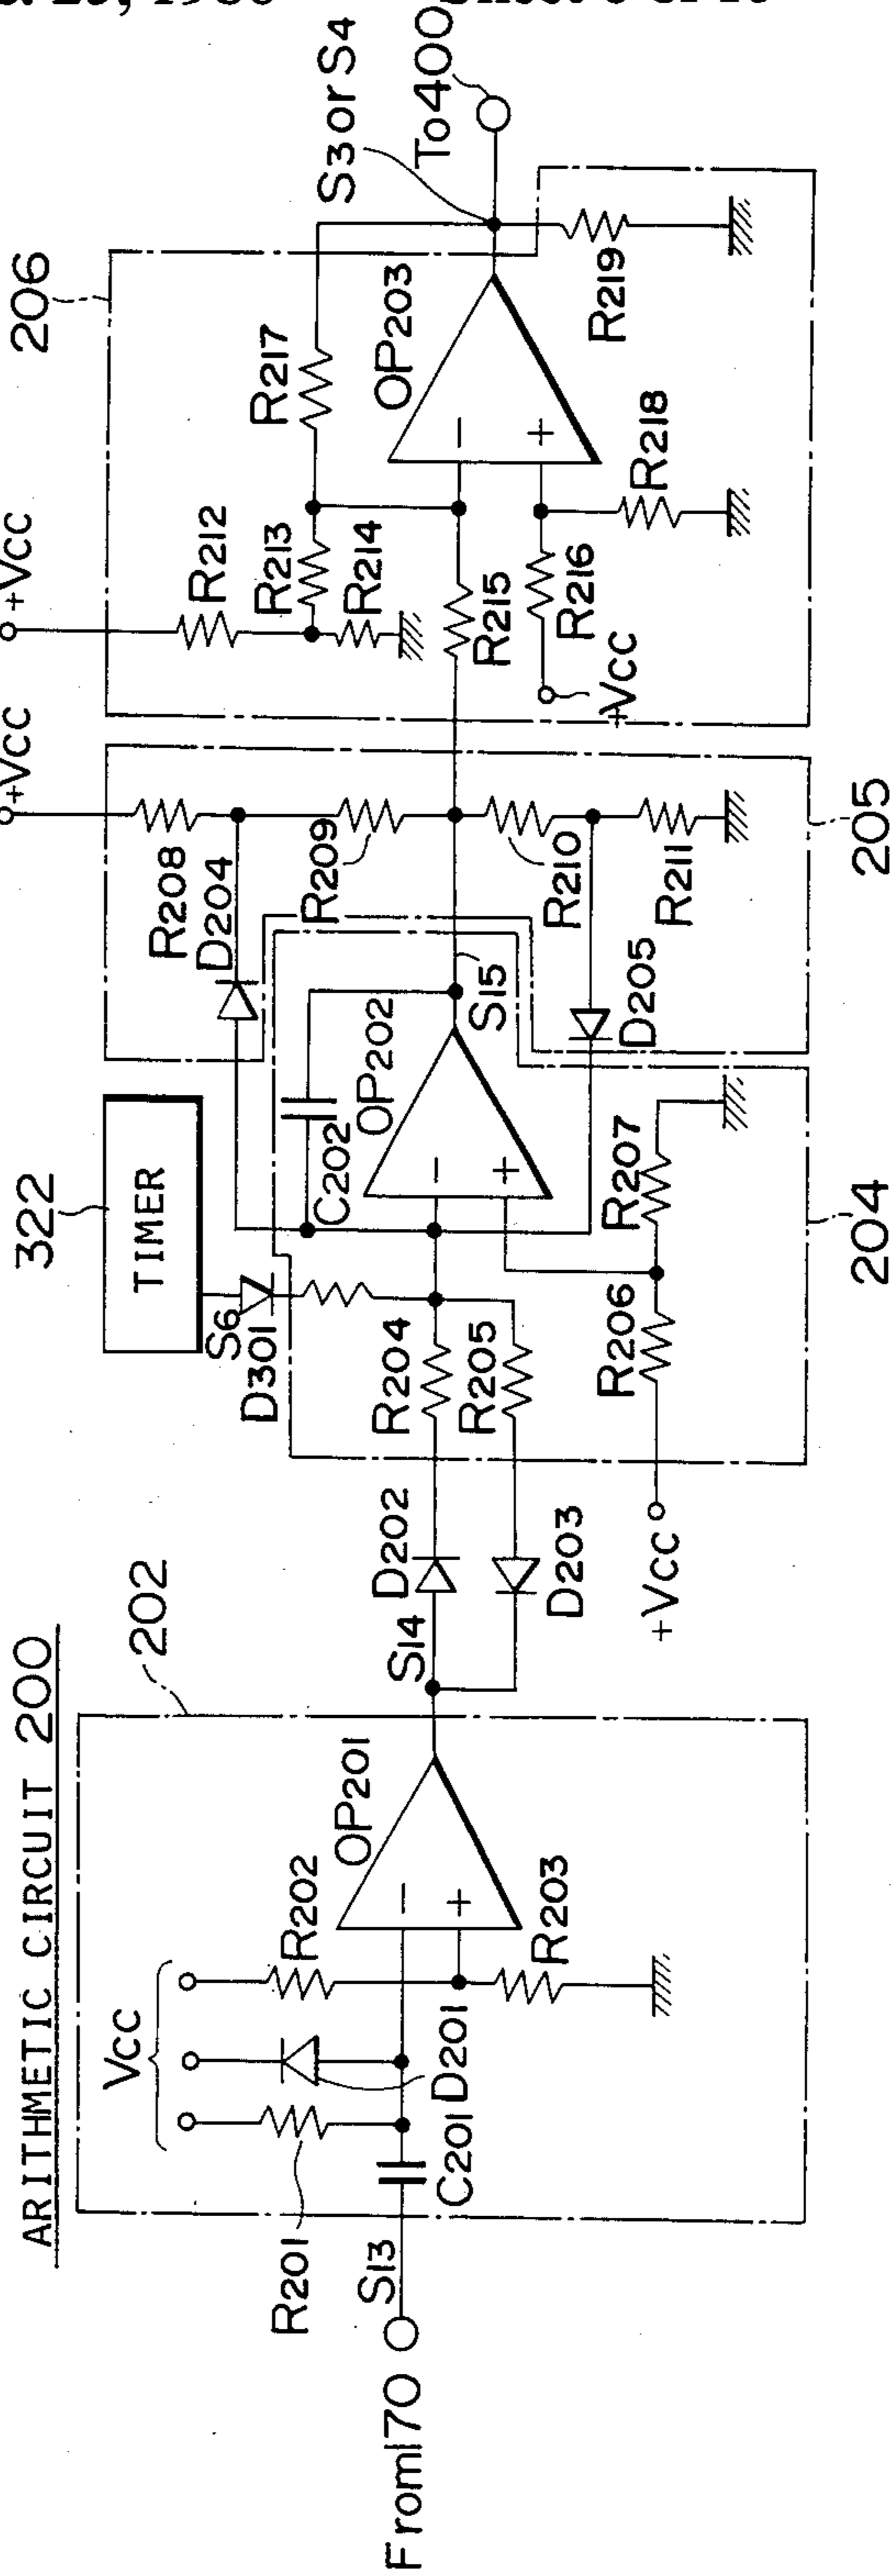 ARITHMETIC CIRCUIT 200
From 170
S13
R201
C201
D201
Vcc
R202
R203
OP201
202
S14
D202
D203
+Vcc
R204
R205
R206
R207
204
322
TIMER
S6
D301
C202
OP202
S15
D204
D205
R208
R209
R210
R211
205
+Vcc
+Vcc
R212
R213
R214
R215
R216
+Vcc
R217
R218
R219
OP203
206
S3 or S4
To 400